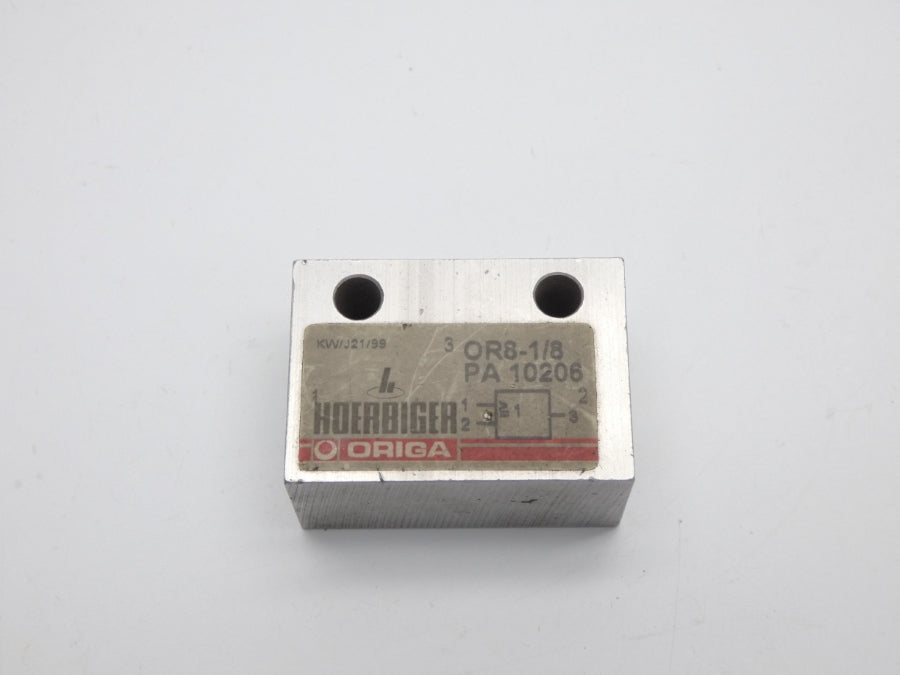 KW/J21/99
3
OR8-1/8
PA 10206
1
2
HOERBIGER
1
2
≥1
3
ORIGA